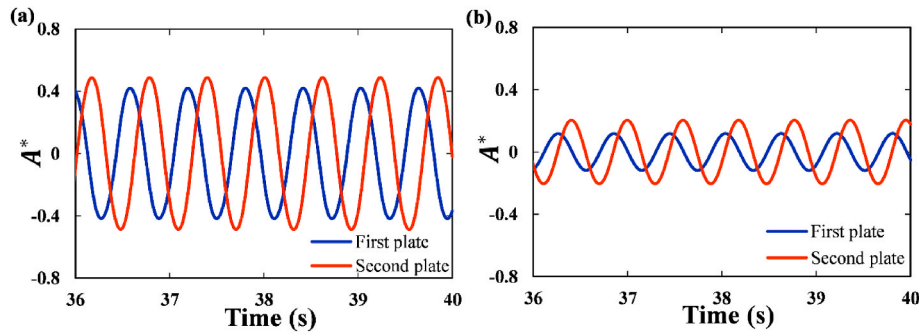 (a)
0.8
0.4
0
-0.4
-0.8
A*
First plate
Second plate
36 37 38 39 40
Time (s)
(b)
0.8
0.4
0
-0.4
-0.8
A*
First plate
Second plate
36 37 38 39 40
Time (s)